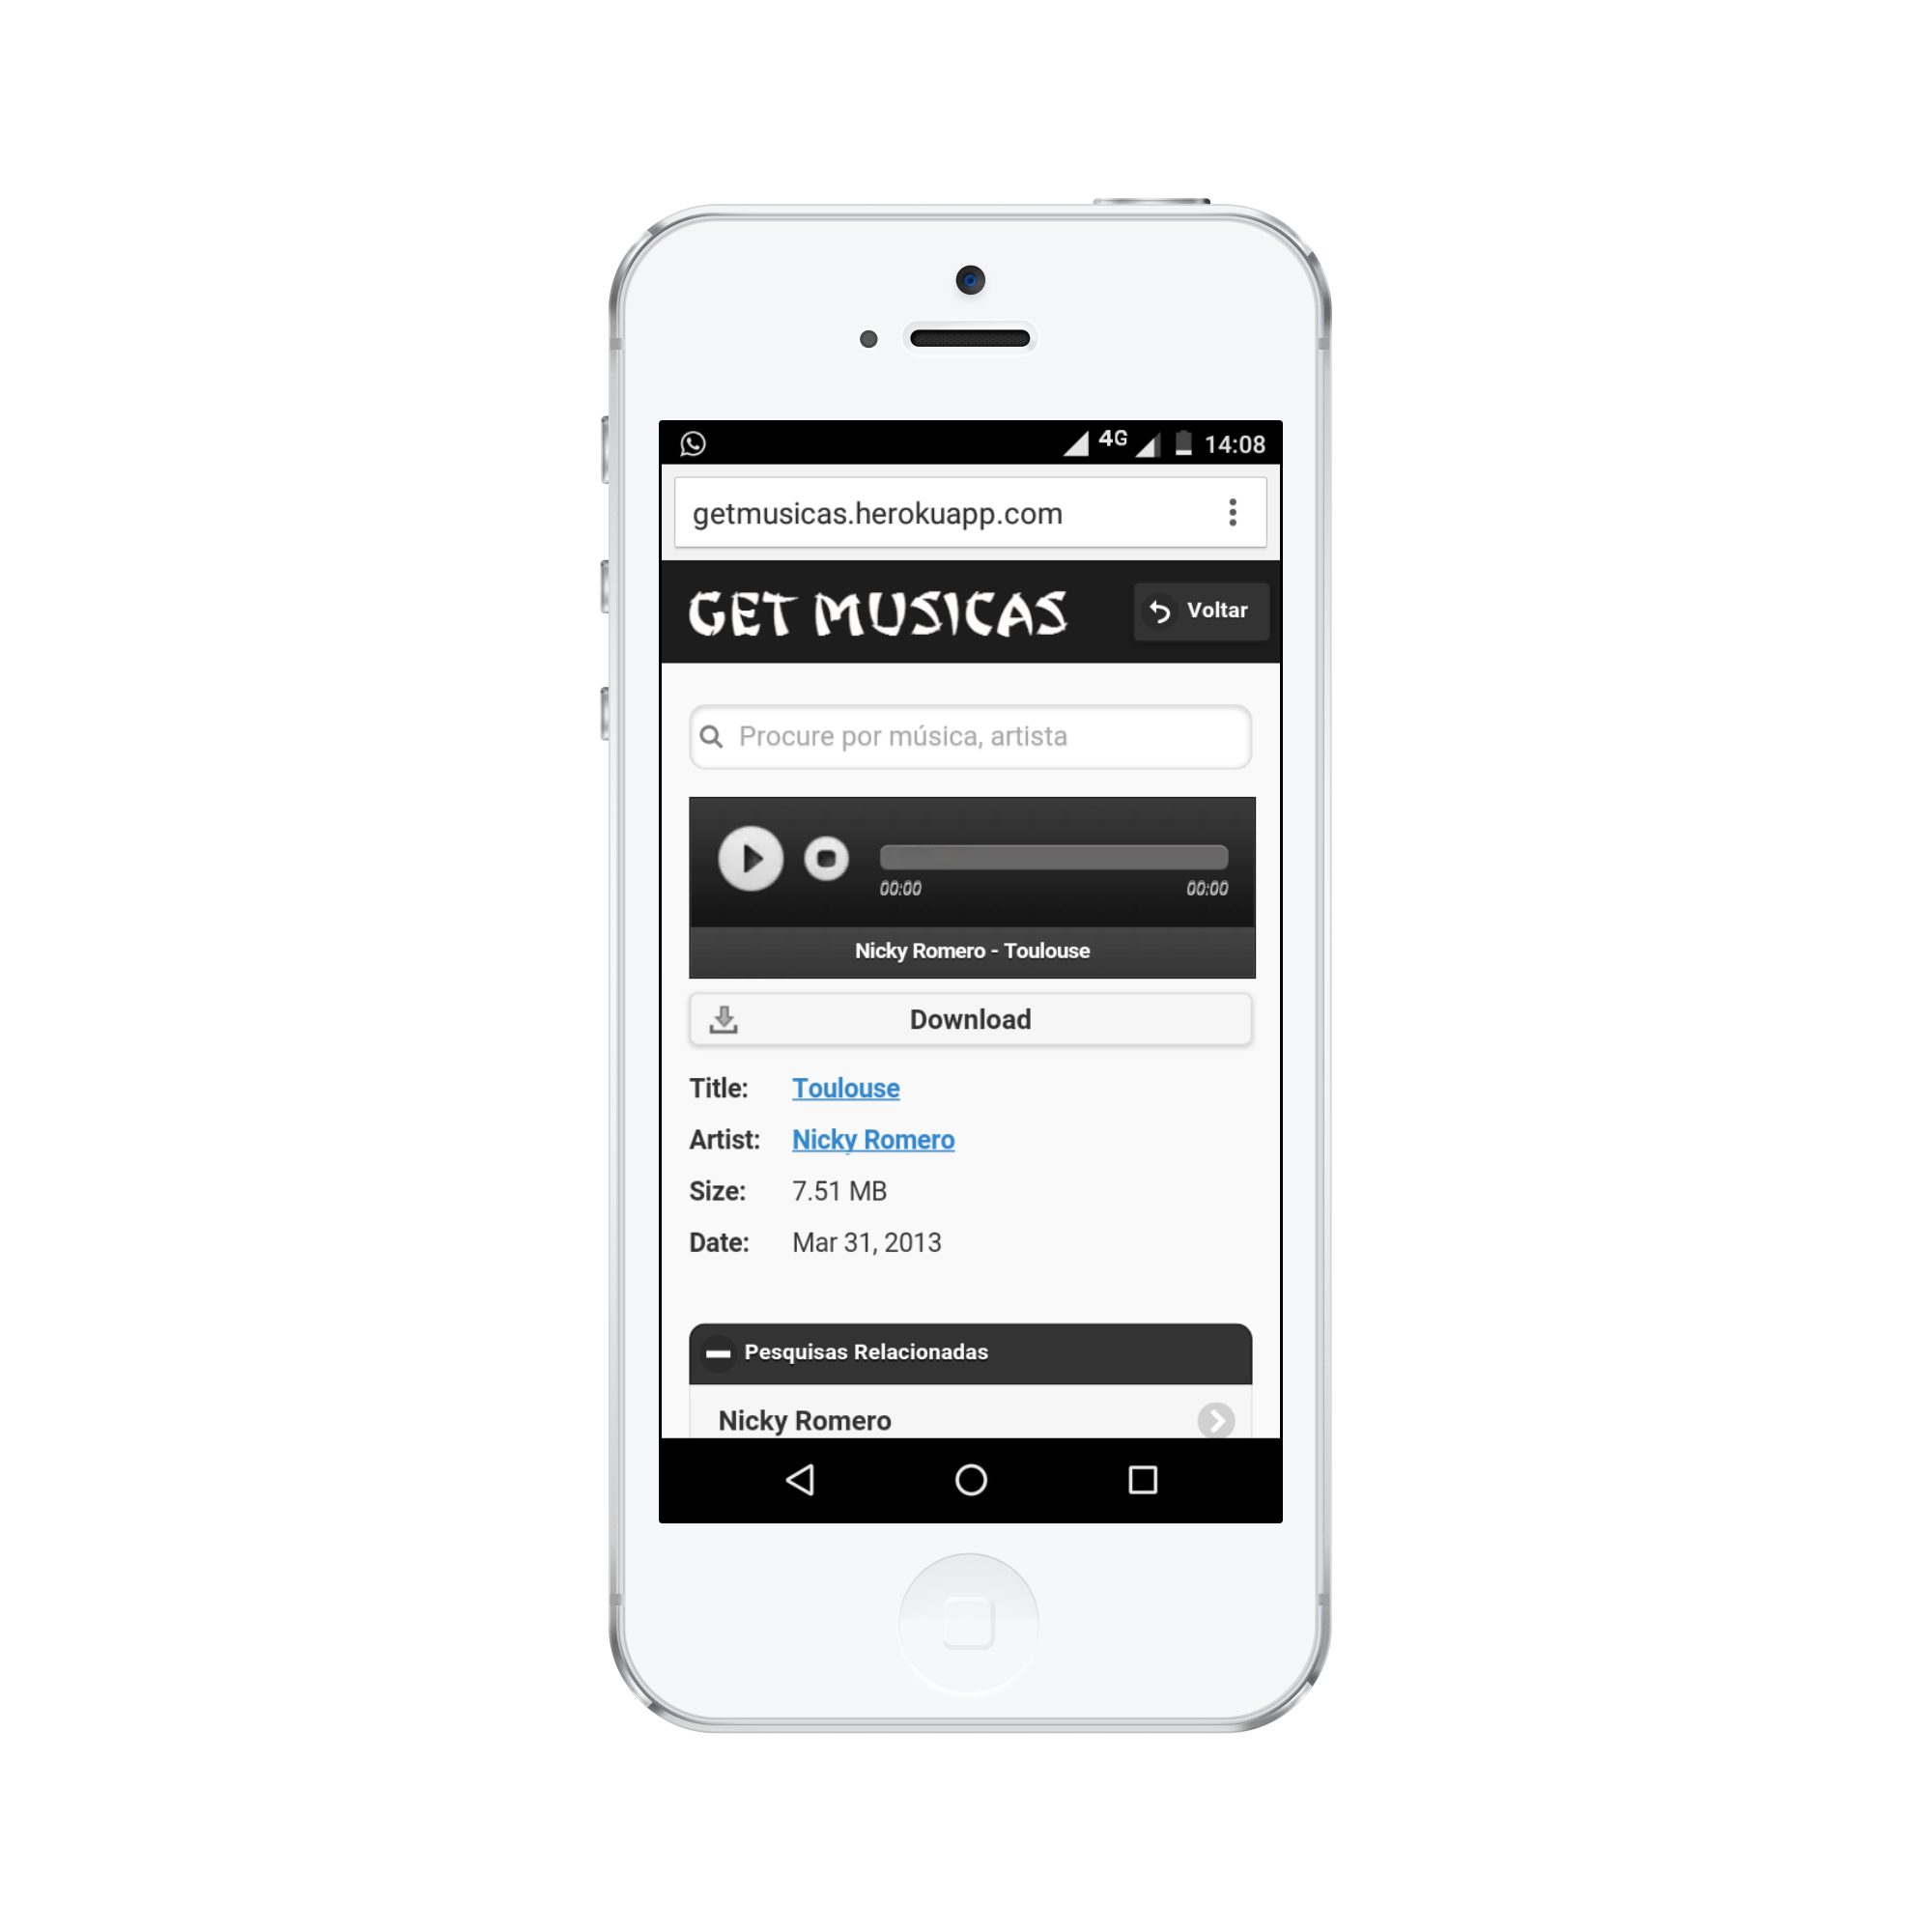 4G 14:08
getmusicas.herokuapp.com
GET MUSICAS
Voltar
Procure por música, artista
00:00 00:00
Nicky Romero - Toulouse
Download
Title: Toulouse
Artist: Nicky Romero
Size: 7.51 MB
Date: Mar 31, 2013
Pesquisas Relacionadas
Nicky Romero